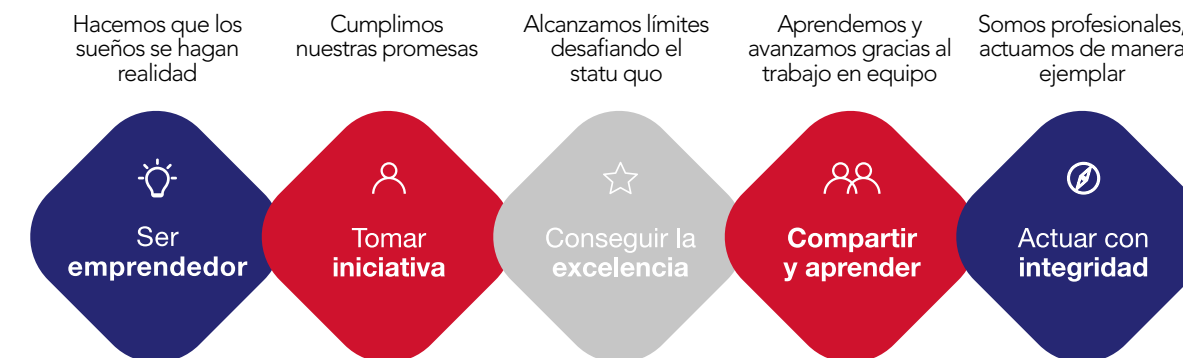 Hacemos que los
sueños se hagan
realidad
Cumplimos
nuestras promesas
Alcanzamos límites
desafiando el
statu quo
Aprendemos y
avanzamos gracias al
trabajo en equipo
Somos profesionales,
actuamos de manera
ejemplar
Ser
emprendedor
Tomar
iniciativa
Conseguir la
excelencia
Compartir
y aprender
Actuar con
integridad